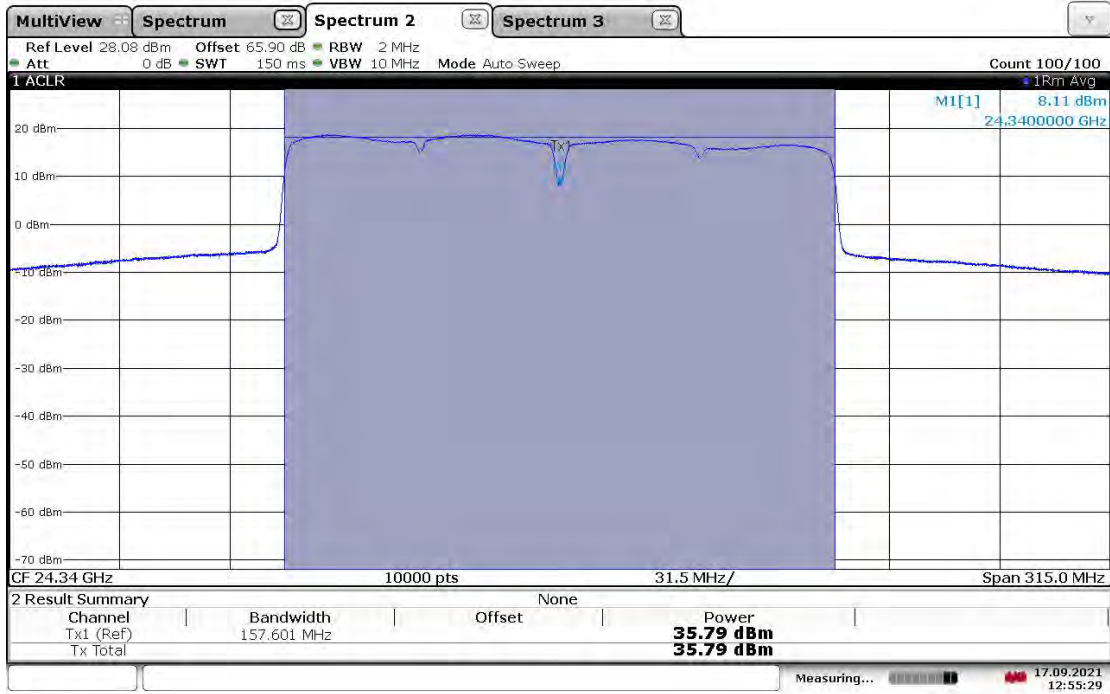 MultiView Spectrum Spectrum 2 Spectrum 3
Ref Level 28.08 dBm Offset 65.90 dB RBW 2 MHz
Att 0 dB SWT 150 ms VBW 10 MHz Mode Auto Sweep Count 100/100
1 ACLR 1Rm Avg
M1[1] 8.11 dBm
24.3400000 GHz
20 dBm
Tx1
10 dBm
0 dBm
-10 dBm
-20 dBm
-30 dBm
-40 dBm
-50 dBm
-60 dBm
-70 dBm
CF 24.34 GHz 10000 pts 31.5 MHz/ Span 315.0 MHz
2 Result Summary None
Channel Bandwidth Offset Power
Tx1 (Ref) 157.601 MHz 35.79 dBm
Tx Total 35.79 dBm
Measuring... 17.09.2021
12:55:29